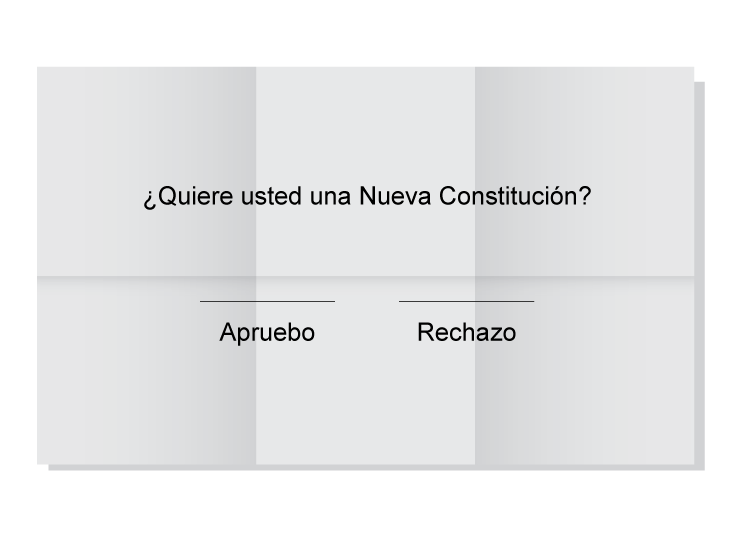 ¿Quiere usted una Nueva Constitución?
Apruebo
Rechazo